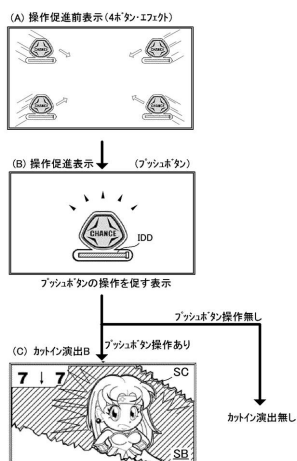 (A) 操作促進前表示(4ﾎﾞﾀﾝ･ｴﾌｪｸﾄ)
CHANCE
CHANCE
CHANCE
CHANCE
(B) 操作促進表示 (ﾌﾟｯｼｭﾎﾞﾀﾝ)
CHANCE
IDD
ﾌﾟｯｼｭﾎﾞﾀﾝの操作を促す表示
ﾌﾟｯｼｭﾎﾞﾀﾝ操作無し
ﾌﾟｯｼｭﾎﾞﾀﾝ操作あり
(C) ｶｯﾄｲﾝ演出B
7 ↓ 7
SC
ｶｯﾄｲﾝ演出無し
SB